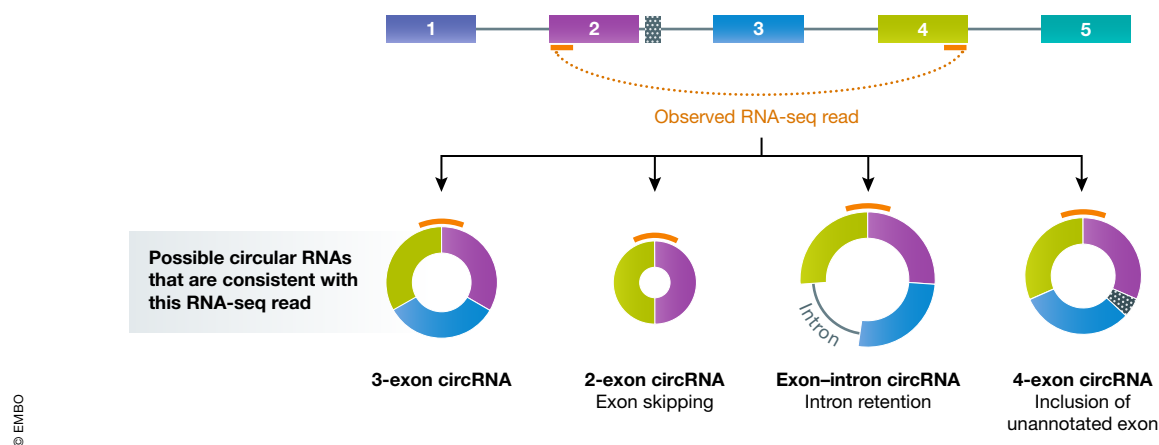 1 2 3 4 5
Observed RNA-seq read
Possible circular RNAs
that are consistent with
this RNA-seq read
Intron
3-exon circRNA
2-exon circRNA
Exon skipping
Exon–intron circRNA
Intron retention
4-exon circRNA
Inclusion of
unannotated exon
© EMBO